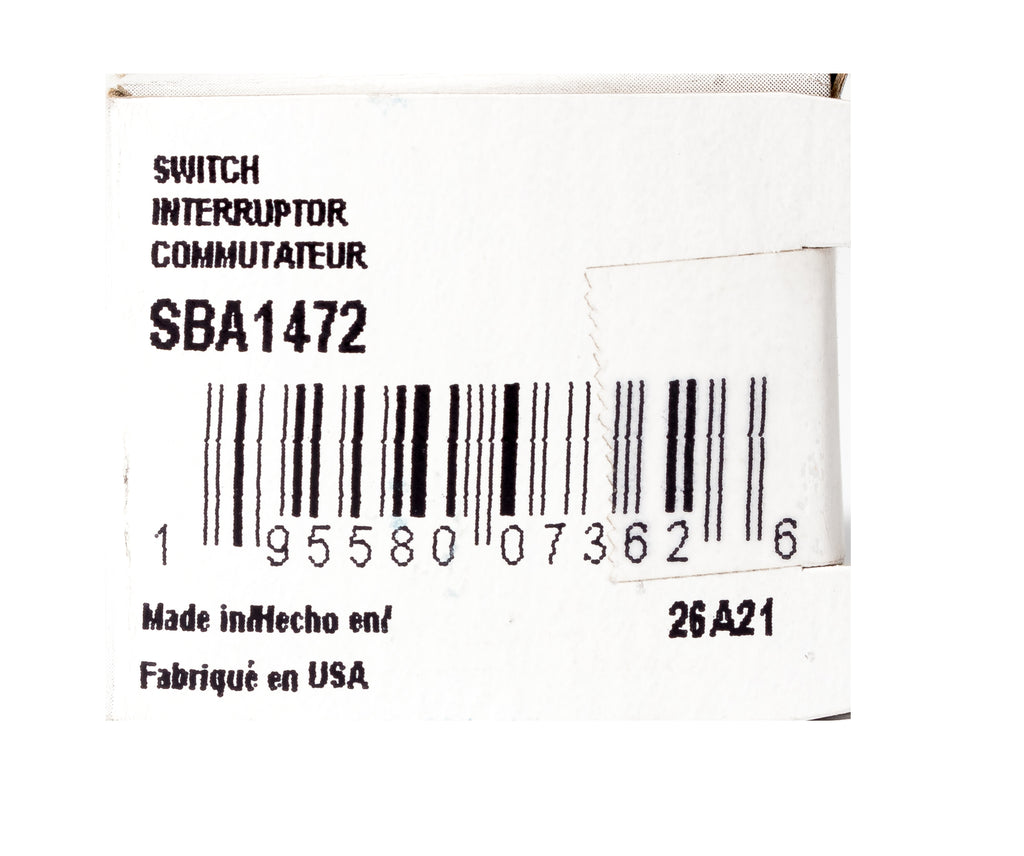 SWITCH
INTERRUPTOR
COMMUTATEUR
SBA1472
1 95580 07362 6
Made in/Hecho en/ 26A21
Fabriqué en USA